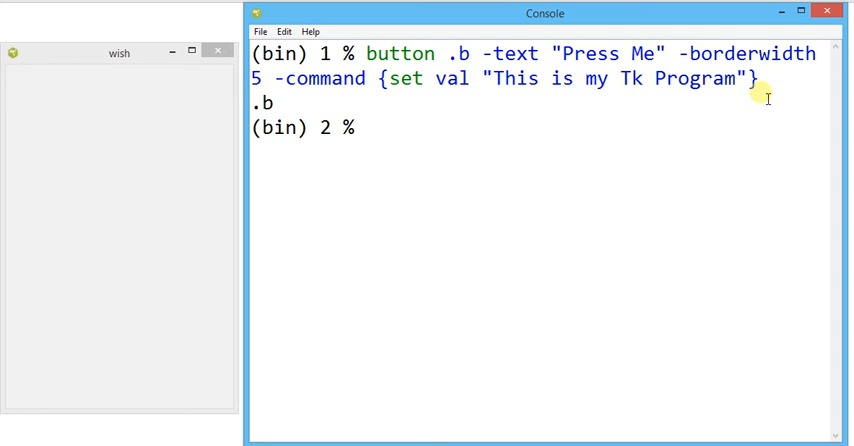 wish
Console
File Edit Help
(bin) 1 % button .b -text "Press Me" -borderwidth
5 -command {set val "This is my Tk Program"}
.b
(bin) 2 %